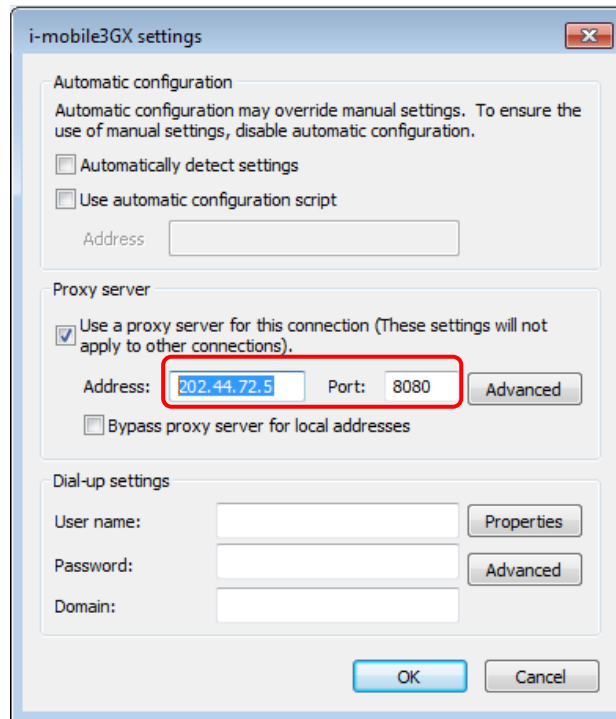 i-mobile3GX settings
Automatic configuration
Automatic configuration may override manual settings. To ensure the
use of manual settings, disable automatic configuration.
Automatically detect settings
Use automatic configuration script
Address
Proxy server
Use a proxy server for this connection (These settings will not
apply to other connections).
Address: 202.44.72.5 Port: 8080 Advanced
Bypass proxy server for local addresses
Dial-up settings
User name: Properties
Password: Advanced
Domain:
OK Cancel